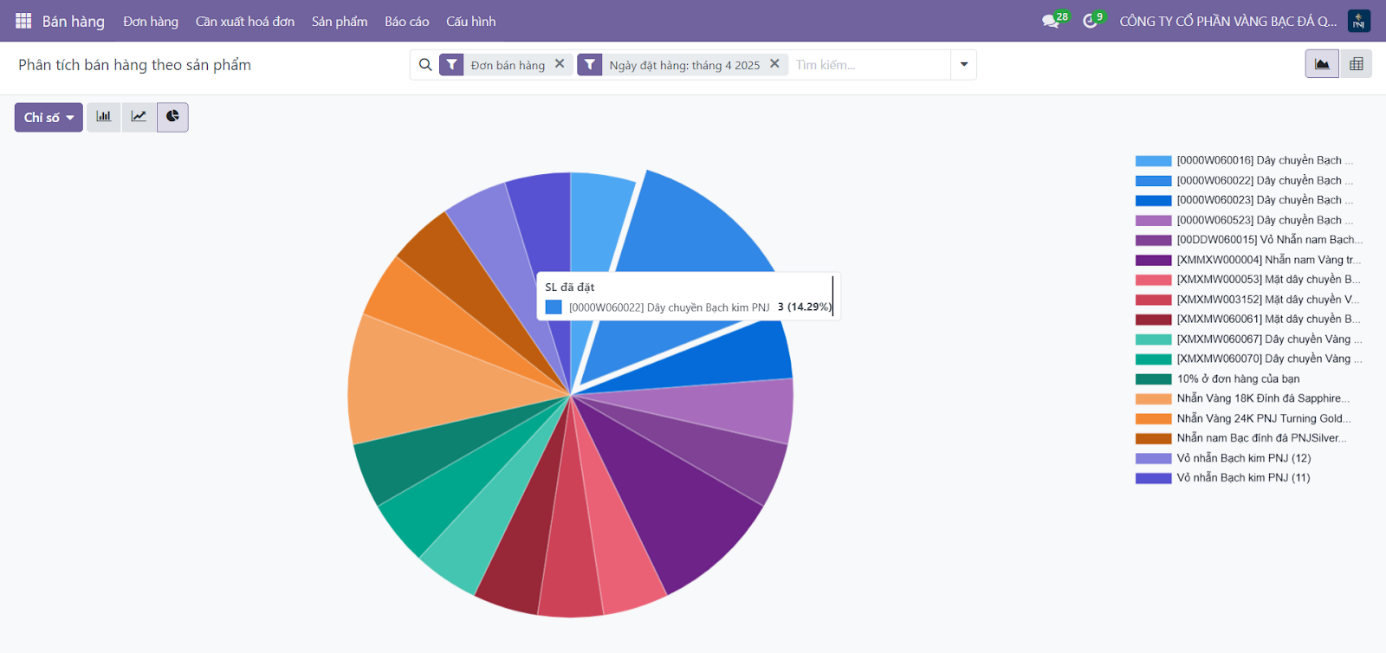 Bán hàng Đơn hàng Cần xuất hoá đơn Sản phẩm Báo cáo Cấu hình 28 9 CÔNG TY CỔ PHẦN VÀNG BẠC ĐÁ Q... PNJ
Phân tích bán hàng theo sản phẩm Đơn bán hàng Ngày đặt hàng: tháng 4 2025 Tìm kiếm...
Chỉ số
SL đã đặt
[0000W060022] Dây chuyền Bạch kim PNJ 3 (14.29%)
[0000W060016] Dây chuyền Bạch ...
[0000W060022] Dây chuyền Bạch ...
[0000W060023] Dây chuyền Bạch ...
[0000W060523] Dây chuyền Bạch ...
[00DDW060015] Vỏ Nhẫn nam Bạch...
[XMMXW000004] Nhẫn nam Vàng tr...
[XMXMW000053] Mặt dây chuyền B...
[XMXMW003152] Mặt dây chuyền V...
[XMXMW060061] Mặt dây chuyền B...
[XMXMW060067] Dây chuyền Vàng ...
[XMXMW060070] Dây chuyền Vàng ...
10% ở đơn hàng của bạn
Nhẫn Vàng 18K Đính đá Sapphire...
Nhẫn Vàng 24K PNJ Turning Gold...
Nhẫn nam Bạc đính đá PNJSilver...
Vỏ nhẫn Bạch kim PNJ (12)
Vỏ nhẫn Bạch kim PNJ (11)